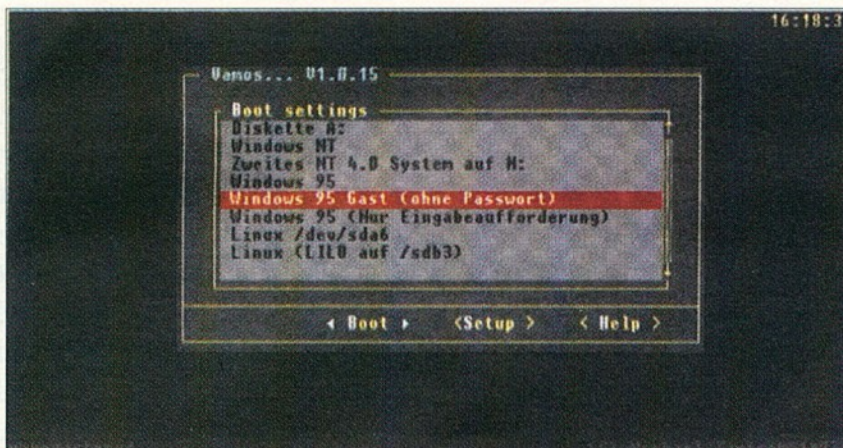 16:18:3
Vamos... V1.0.15
Boot settings
Diskette A:
Windows NT
Zweites NT 4.0 System auf N:
Windows 95
Windows 95 Gast (ohne Passwort)
Windows 95 (Nur Eingabeaufforderung)
Linux /dev/sda6
Linux (LILO auf /sdb3)
◄ Boot ► <Setup > < Help >